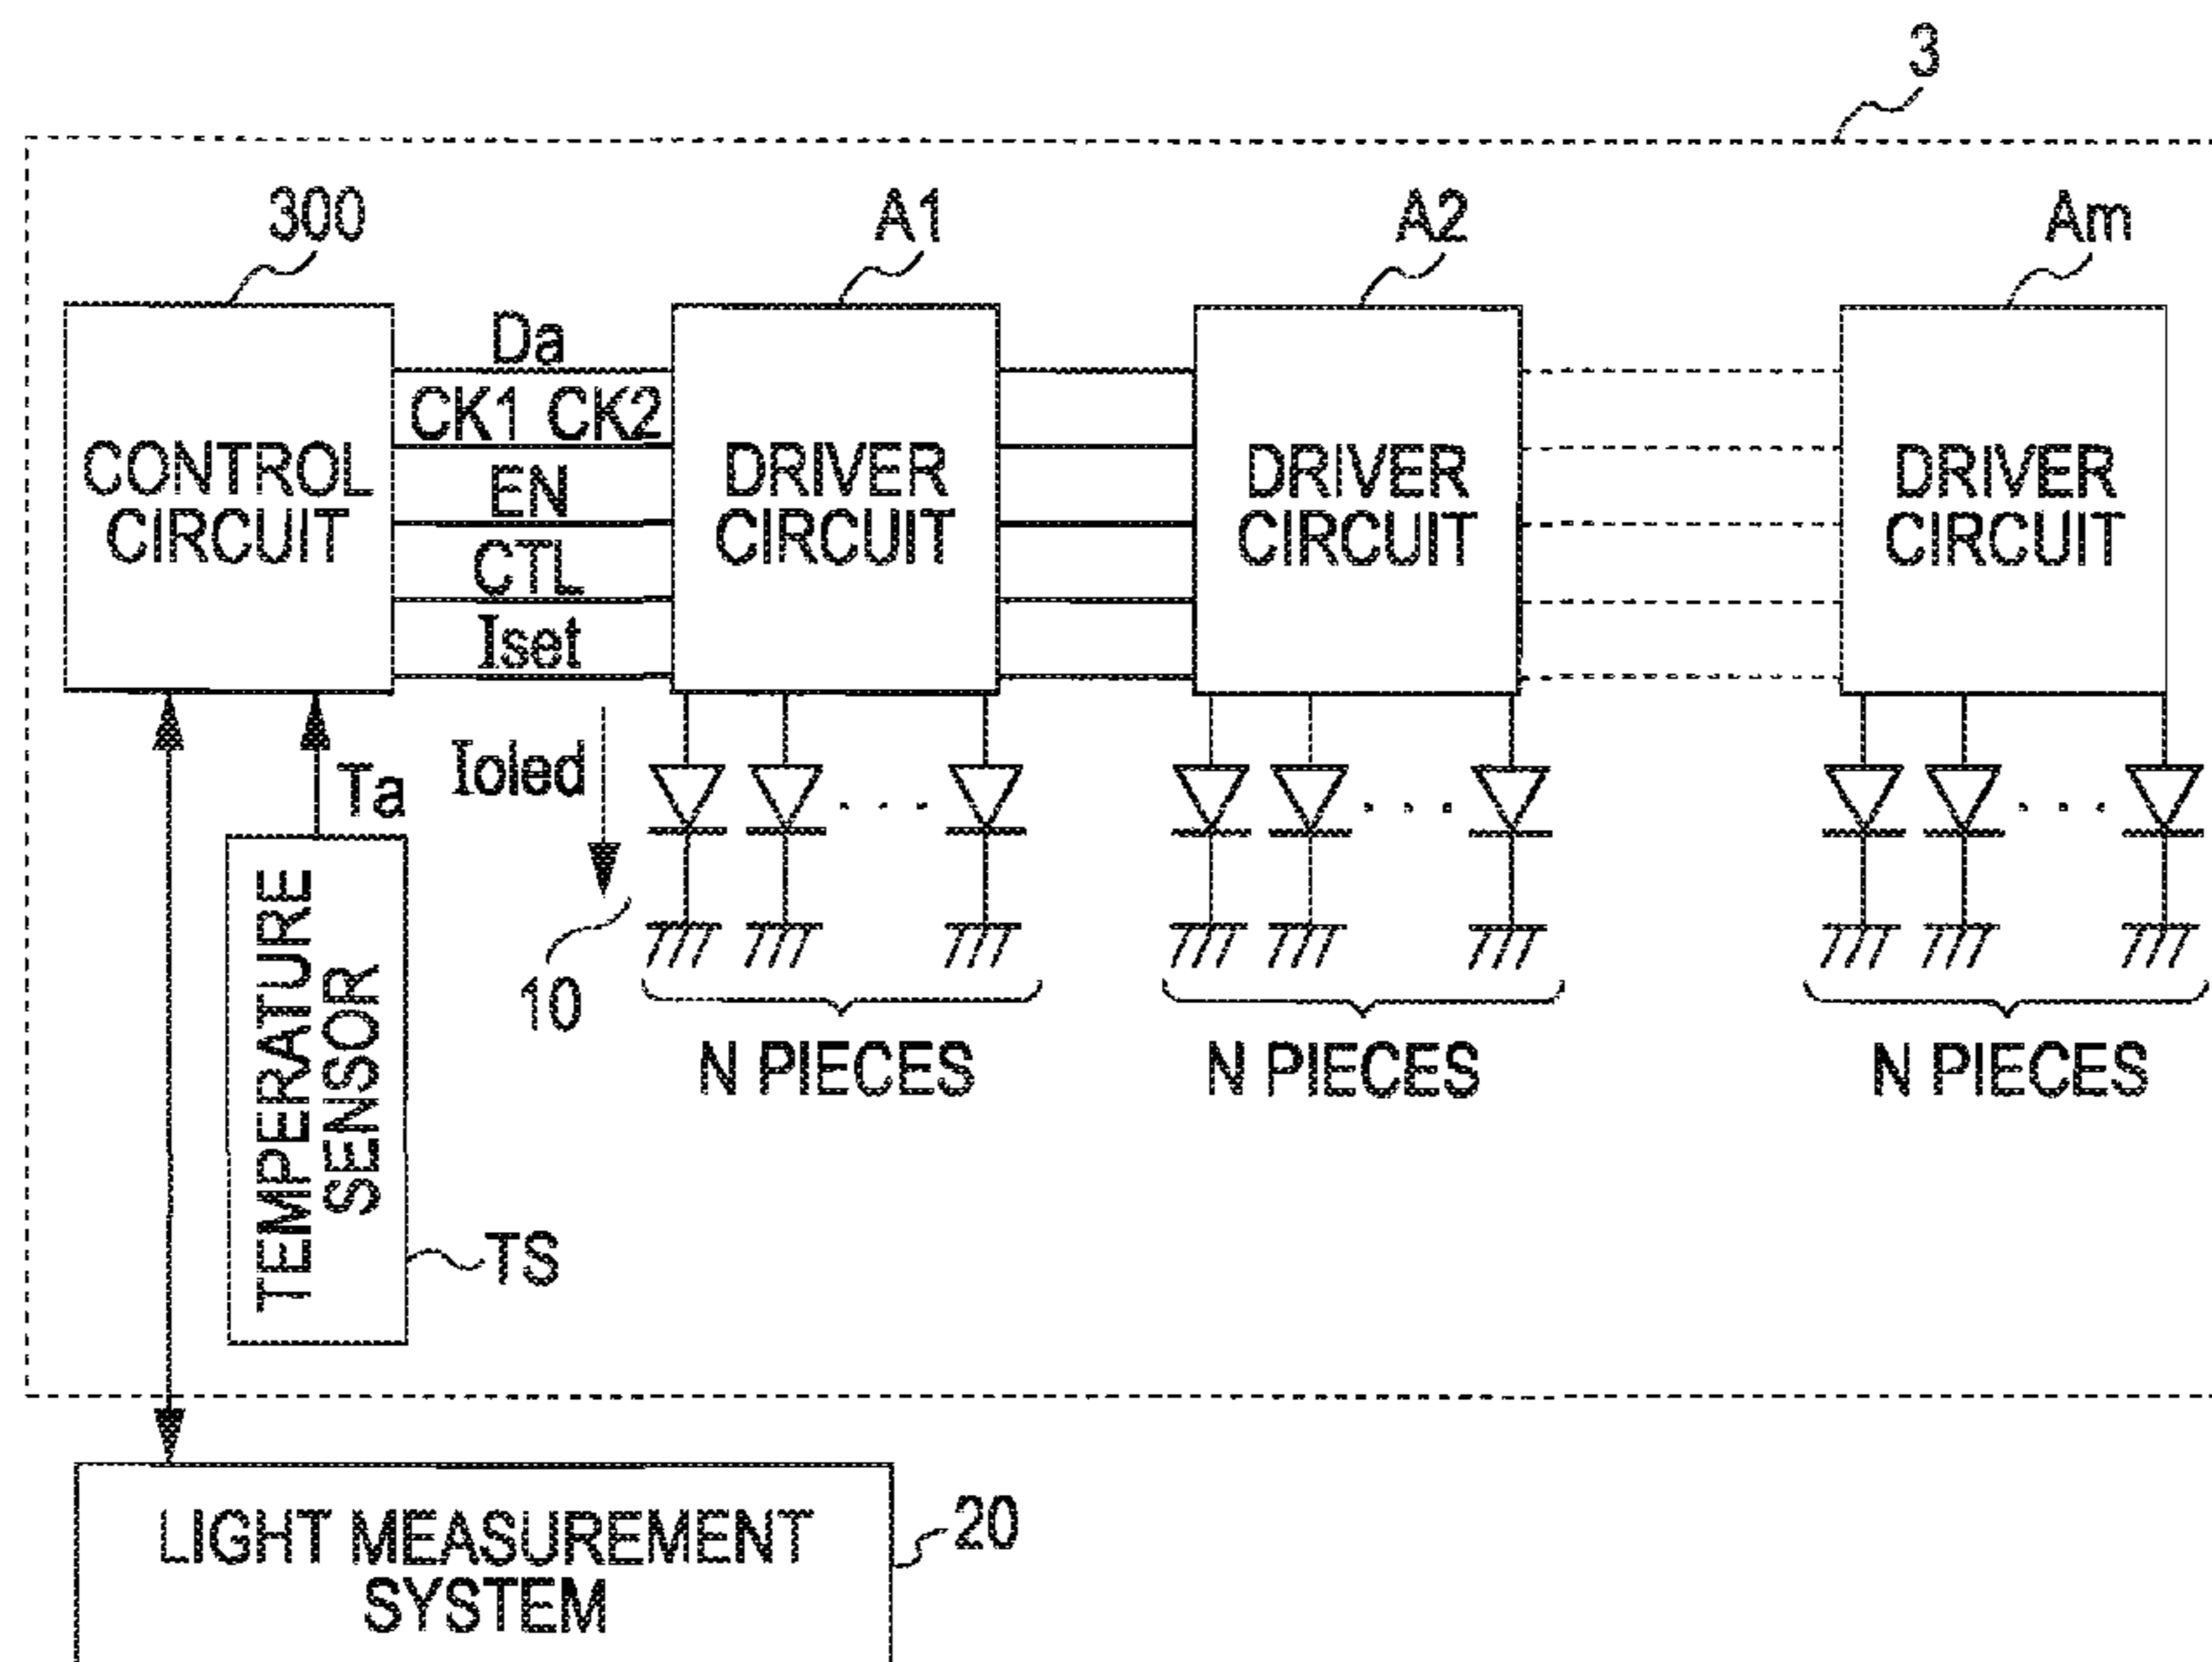 3
300
A1
A2
Am
CONTROL
CIRCUIT
Da
CK1 CK2
EN
CTL
Iset
DRIVER
CIRCUIT
DRIVER
CIRCUIT
DRIVER
CIRCUIT
Ta
Ioled
. . .
. . .
. . .
10
TEMPERATURE
SENSOR
TS
N PIECES
N PIECES
N PIECES
LIGHT MEASUREMENT
SYSTEM
20